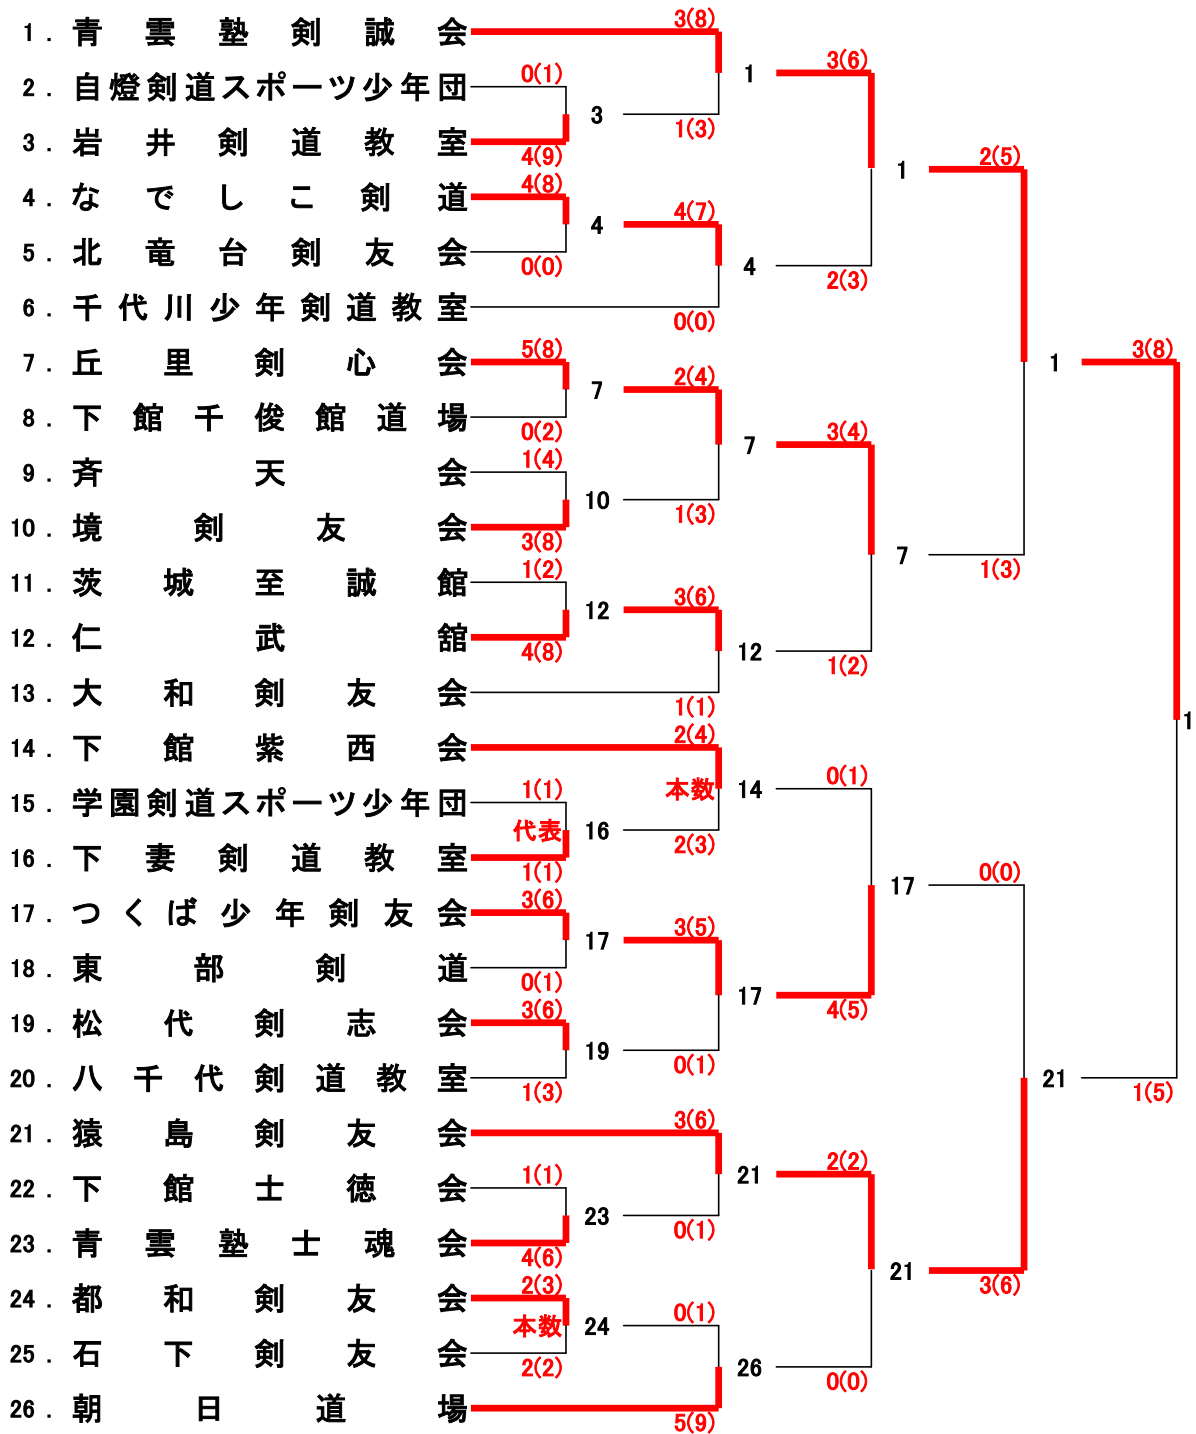 3(8)
1. 青雲塾剣誠会
0(1)
1
3(6)
2. 自燈剣道スポーツ少年団
3
1(3)
3. 岩井剣道教室
4(9)
4(8)
1
2(5)
4. なでしこ剣道
4
4(7)
5. 北竜台剣友会
0(0)
4
2(3)
6. 千代川少年剣道教室
0(0)
5(8)
1
3(8)
7. 丘里剣心会
7
2(4)
8. 下館千俊館道場
0(2)
7
3(4)
1(4)
9. 斉天会
10
1(3)
10. 境剣友会
3(8)
7
1(3)
1(2)
11. 茨城至誠館
12
3(6)
12. 仁武舘
4(8)
12
1(2)
13. 大和剣友会
1(1)
1
2(4)
14. 下館紫西会
本数
14
0(1)
1(1)
15. 学園剣道スポーツ少年団
代表
16
2(3)
16. 下妻剣道教室
1(1)
17
0(0)
3(6)
17. つくば少年剣友会
17
3(5)
18. 東部剣道
0(1)
17
4(5)
3(6)
19. 松代剣志会
19
0(1)
20. 八千代剣道教室
1(3)
21
1(5)
3(6)
21. 猿島剣友会
21
2(2)
1(1)
22. 下館士徳会
23
0(1)
23. 青雲塾士魂会
4(6)
21
3(6)
2(3)
24. 都和剣友会
本数
24
0(1)
25. 石下剣友会
2(2)
26
0(0)
26. 朝日道場
5(9)